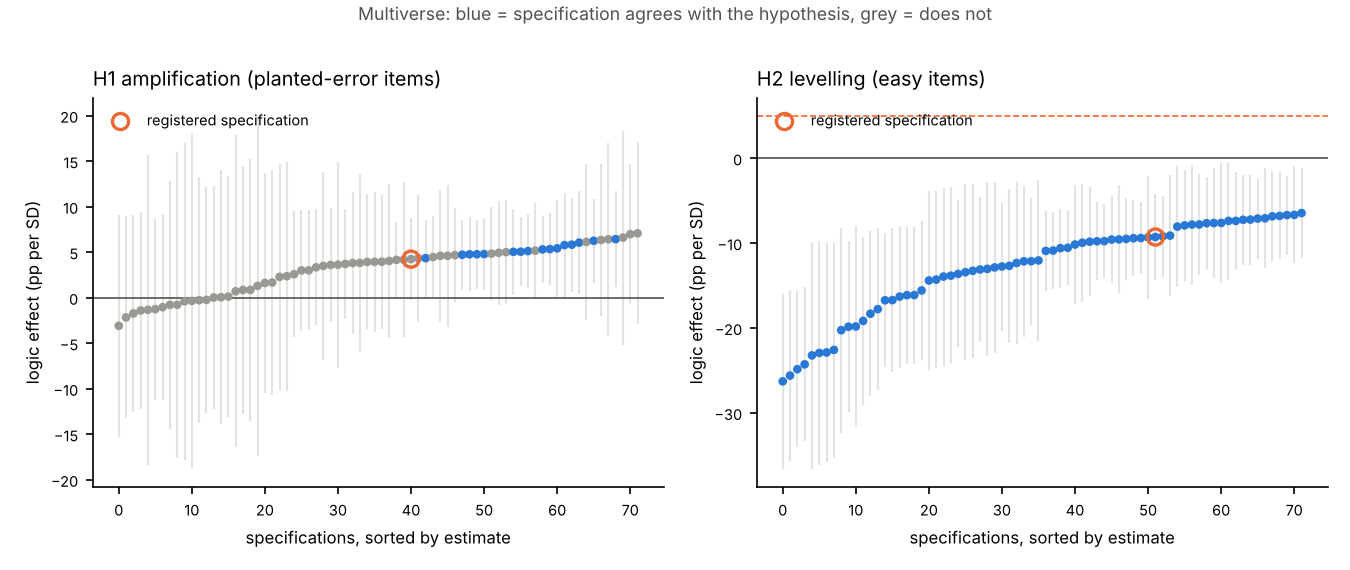 Multiverse: blue = specification agrees with the hypothesis, grey = does not
H1 amplification (planted-error items)
registered specification
20
15
10
5
0
−5
−10
−15
−20
logic effect (pp per SD)
0 10 20 30 40 50 60 70
specifications, sorted by estimate
H2 levelling (easy items)
registered specification
0
−10
−20
−30
logic effect (pp per SD)
0 10 20 30 40 50 60 70
specifications, sorted by estimate